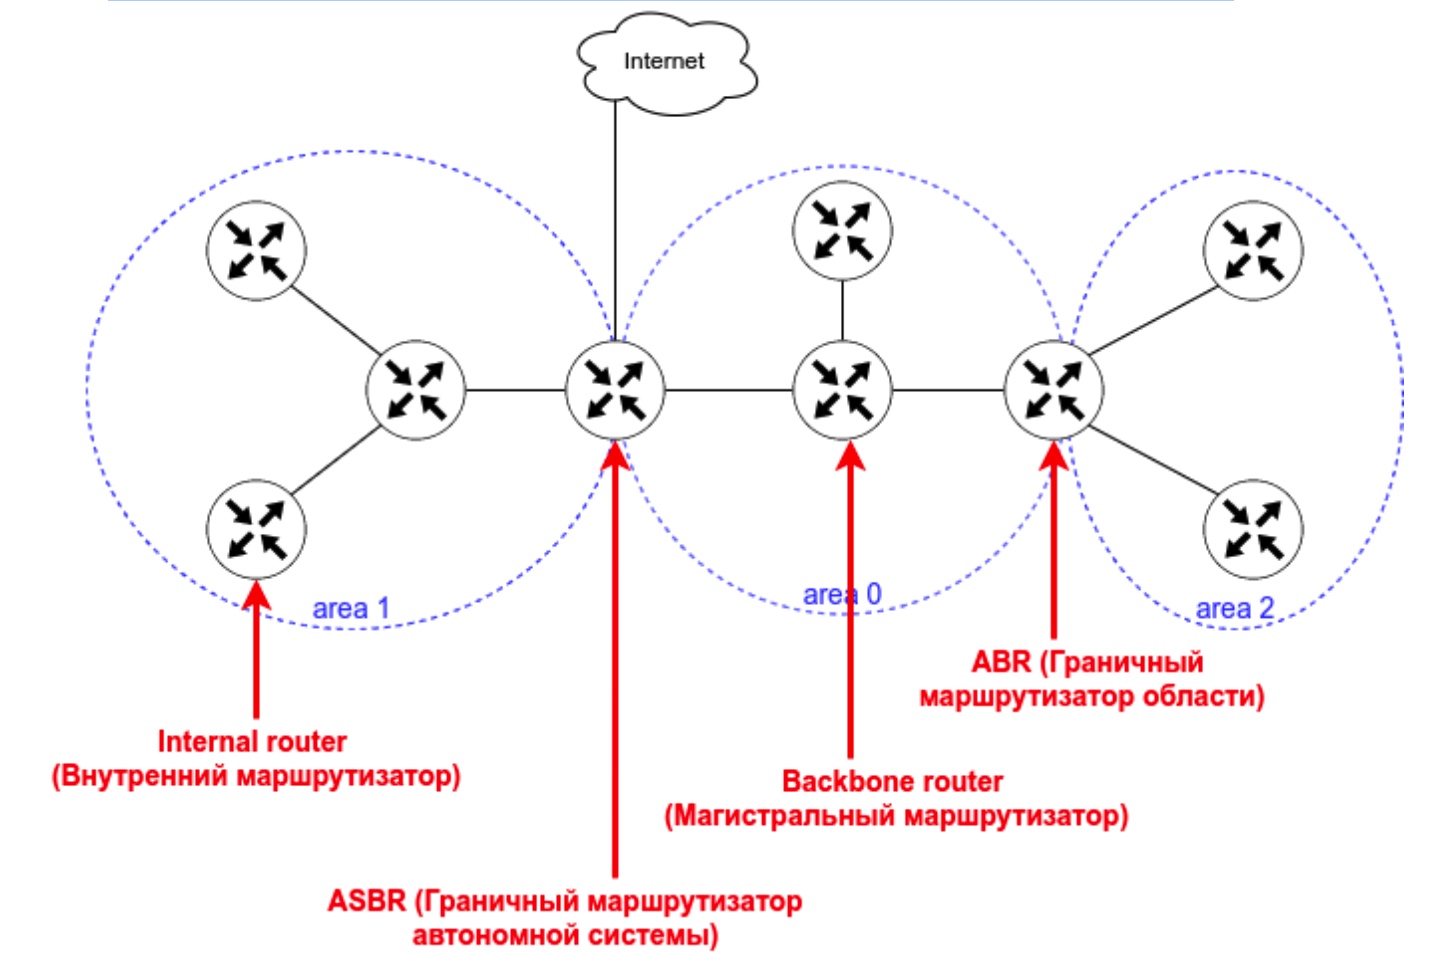 Internet
area 1
area 0
area 2
ABR (Граничный
маршрутизатор области)
Internal router
(Внутренний маршрутизатор)
Backbone router
(Магистральный маршрутизатор)
ASBR (Граничный маршрутизатор
автономной системы)